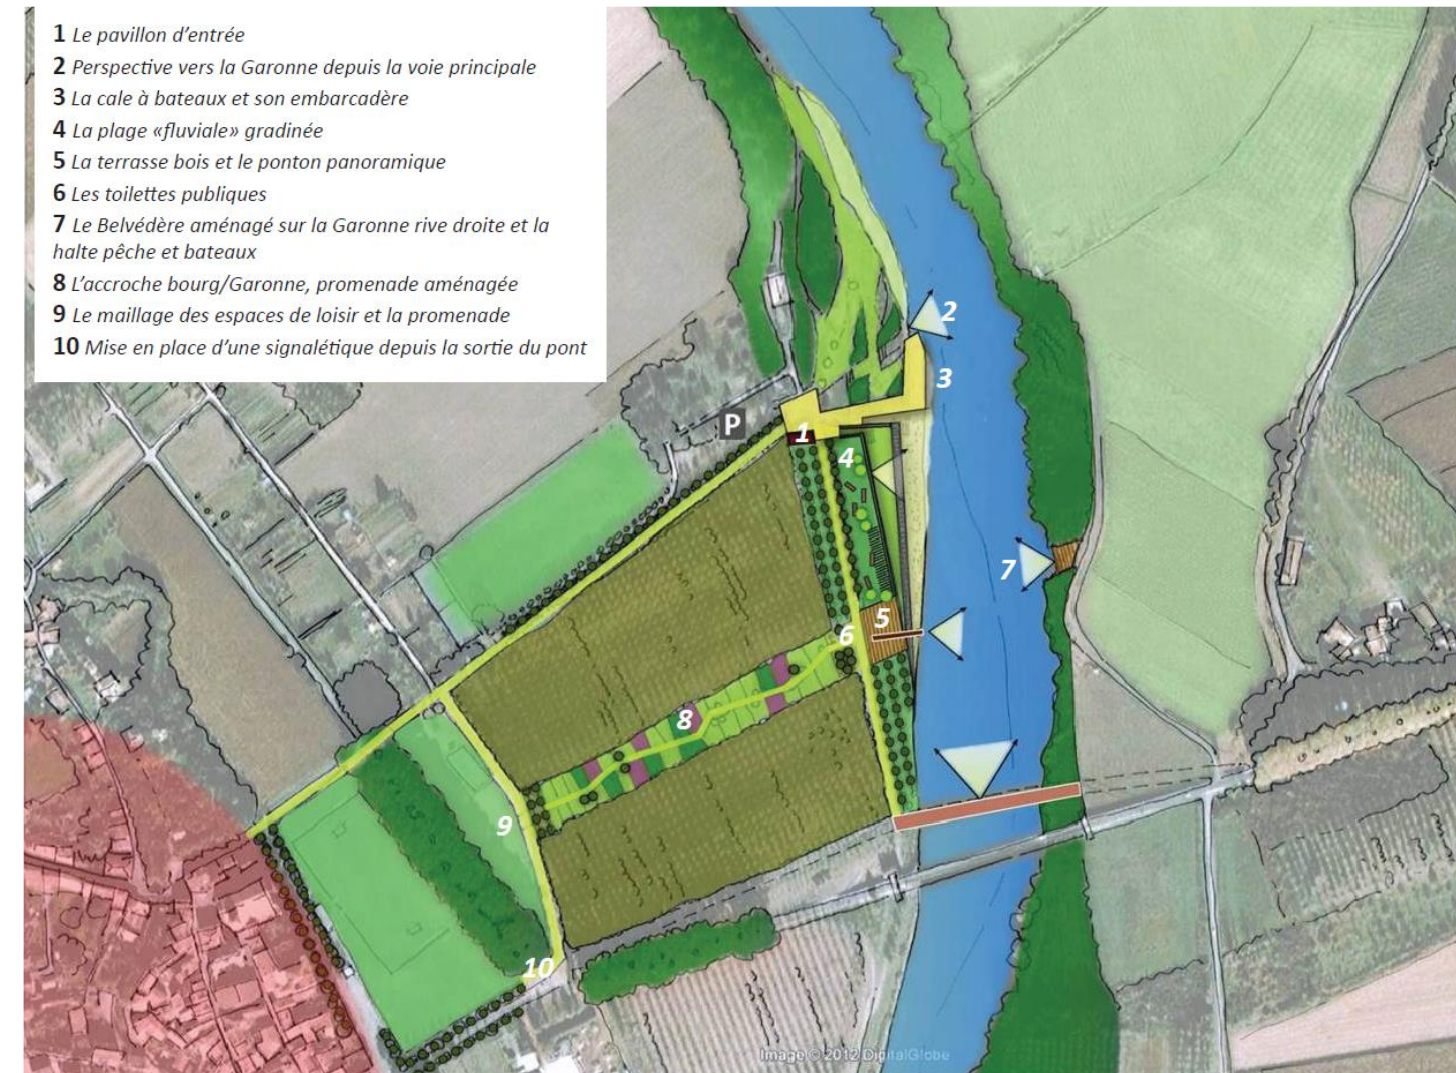 1 Le pavillon d'entrée
2 Perspective vers la Garonne depuis la voie principale
3 La cale à bateaux et son embarcadère
4 La plage «fluviale» gradinée
5 La terrasse bois et le ponton panoramique
6 Les toilettes publiques
7 Le Belvédère aménagé sur la Garonne rive droite et la
halte pêche et bateaux
8 L'accroche bourg/Garonne, promenade aménagée
9 Le maillage des espaces de loisir et la promenade
10 Mise en place d'une signalétique depuis la sortie du pont
2
3
P
1
4
7
5
6
8
9
10
Image © 2012 DigitalGlobe